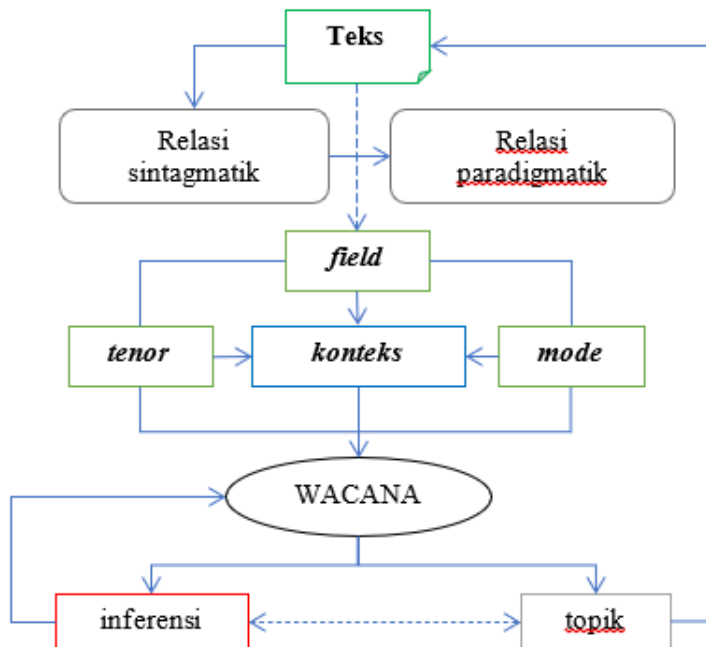 Teks
Relasi
sintagmatik
Relasi
paradigmatik
field
tenor
konteks
mode
WACANA
inferensi
topik